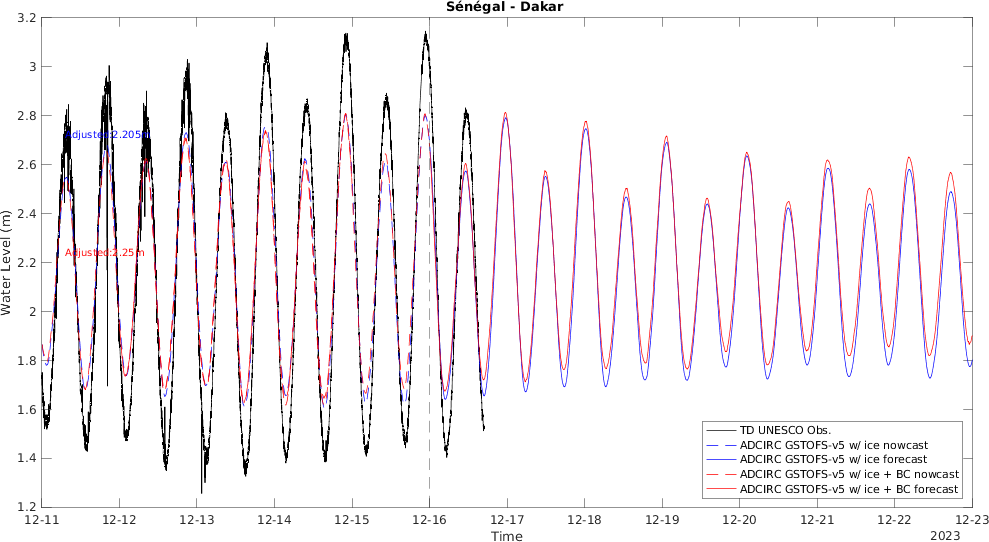 Sénégal - Dakar
Water Level (m)
3.2
3
2.8
2.6
2.4
2.2
2
1.8
1.6
1.4
1.2
Adjusted:2.205
Adjusted:2.25m
TD UNESCO Obs.
ADCIRC GSTOFS-v5 w/ ice nowcast
ADCIRC GSTOFS-v5 w/ ice forecast
ADCIRC GSTOFS-v5 w/ ice + BC nowcast
ADCIRC GSTOFS-v5 w/ ice + BC forecast
12-11 12-12 12-13 12-14 12-15 12-16 12-17 12-18 12-19 12-20 12-21 12-22 12-23
Time
2023